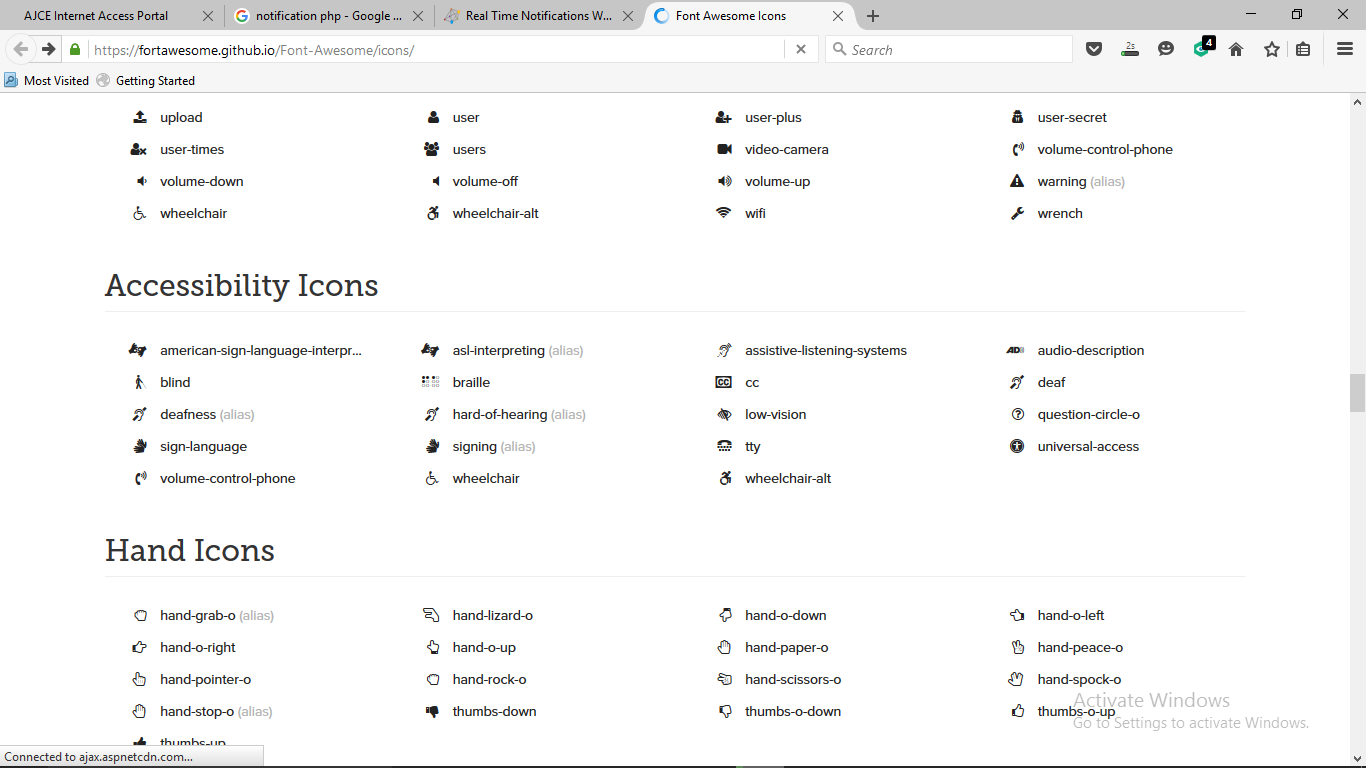 AJCE Internet Access Portal
notification php - Google ...
Real Time Notifications W...
Font Awesome Icons
https://fortawesome.github.io/Font-Awesome/icons/
Search
2s
4
Most Visited Getting Started
upload user user-plus user-secret
user-times users video-camera volume-control-phone
volume-down volume-off volume-up warning (alias)
wheelchair wheelchair-alt wifi wrench
Accessibility Icons
american-sign-language-interpr... asl-interpreting (alias) assistive-listening-systems audio-description
blind braille cc deaf
deafness (alias) hard-of-hearing (alias) low-vision question-circle-o
sign-language signing (alias) tty universal-access
volume-control-phone wheelchair wheelchair-alt
Hand Icons
hand-grab-o (alias) hand-lizard-o hand-o-down hand-o-left
hand-o-right hand-o-up hand-paper-o hand-peace-o
hand-pointer-o hand-rock-o hand-scissors-o hand-spock-o
hand-stop-o (alias) thumbs-down thumbs-o-down thumbs-o-up
thumbs-up
Activate Windows
Go to Settings to activate Windows.
Connected to ajax.aspnetcdn.com...